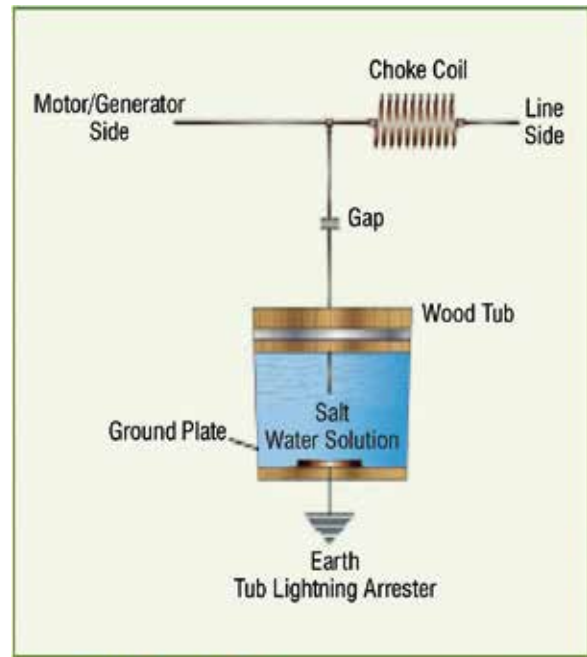 Choke Coil
Motor/Generator
Side
Line
Side
Gap
Wood Tub
Salt
Water Solution
Ground Plate
Earth
Tub Lightning Arrester